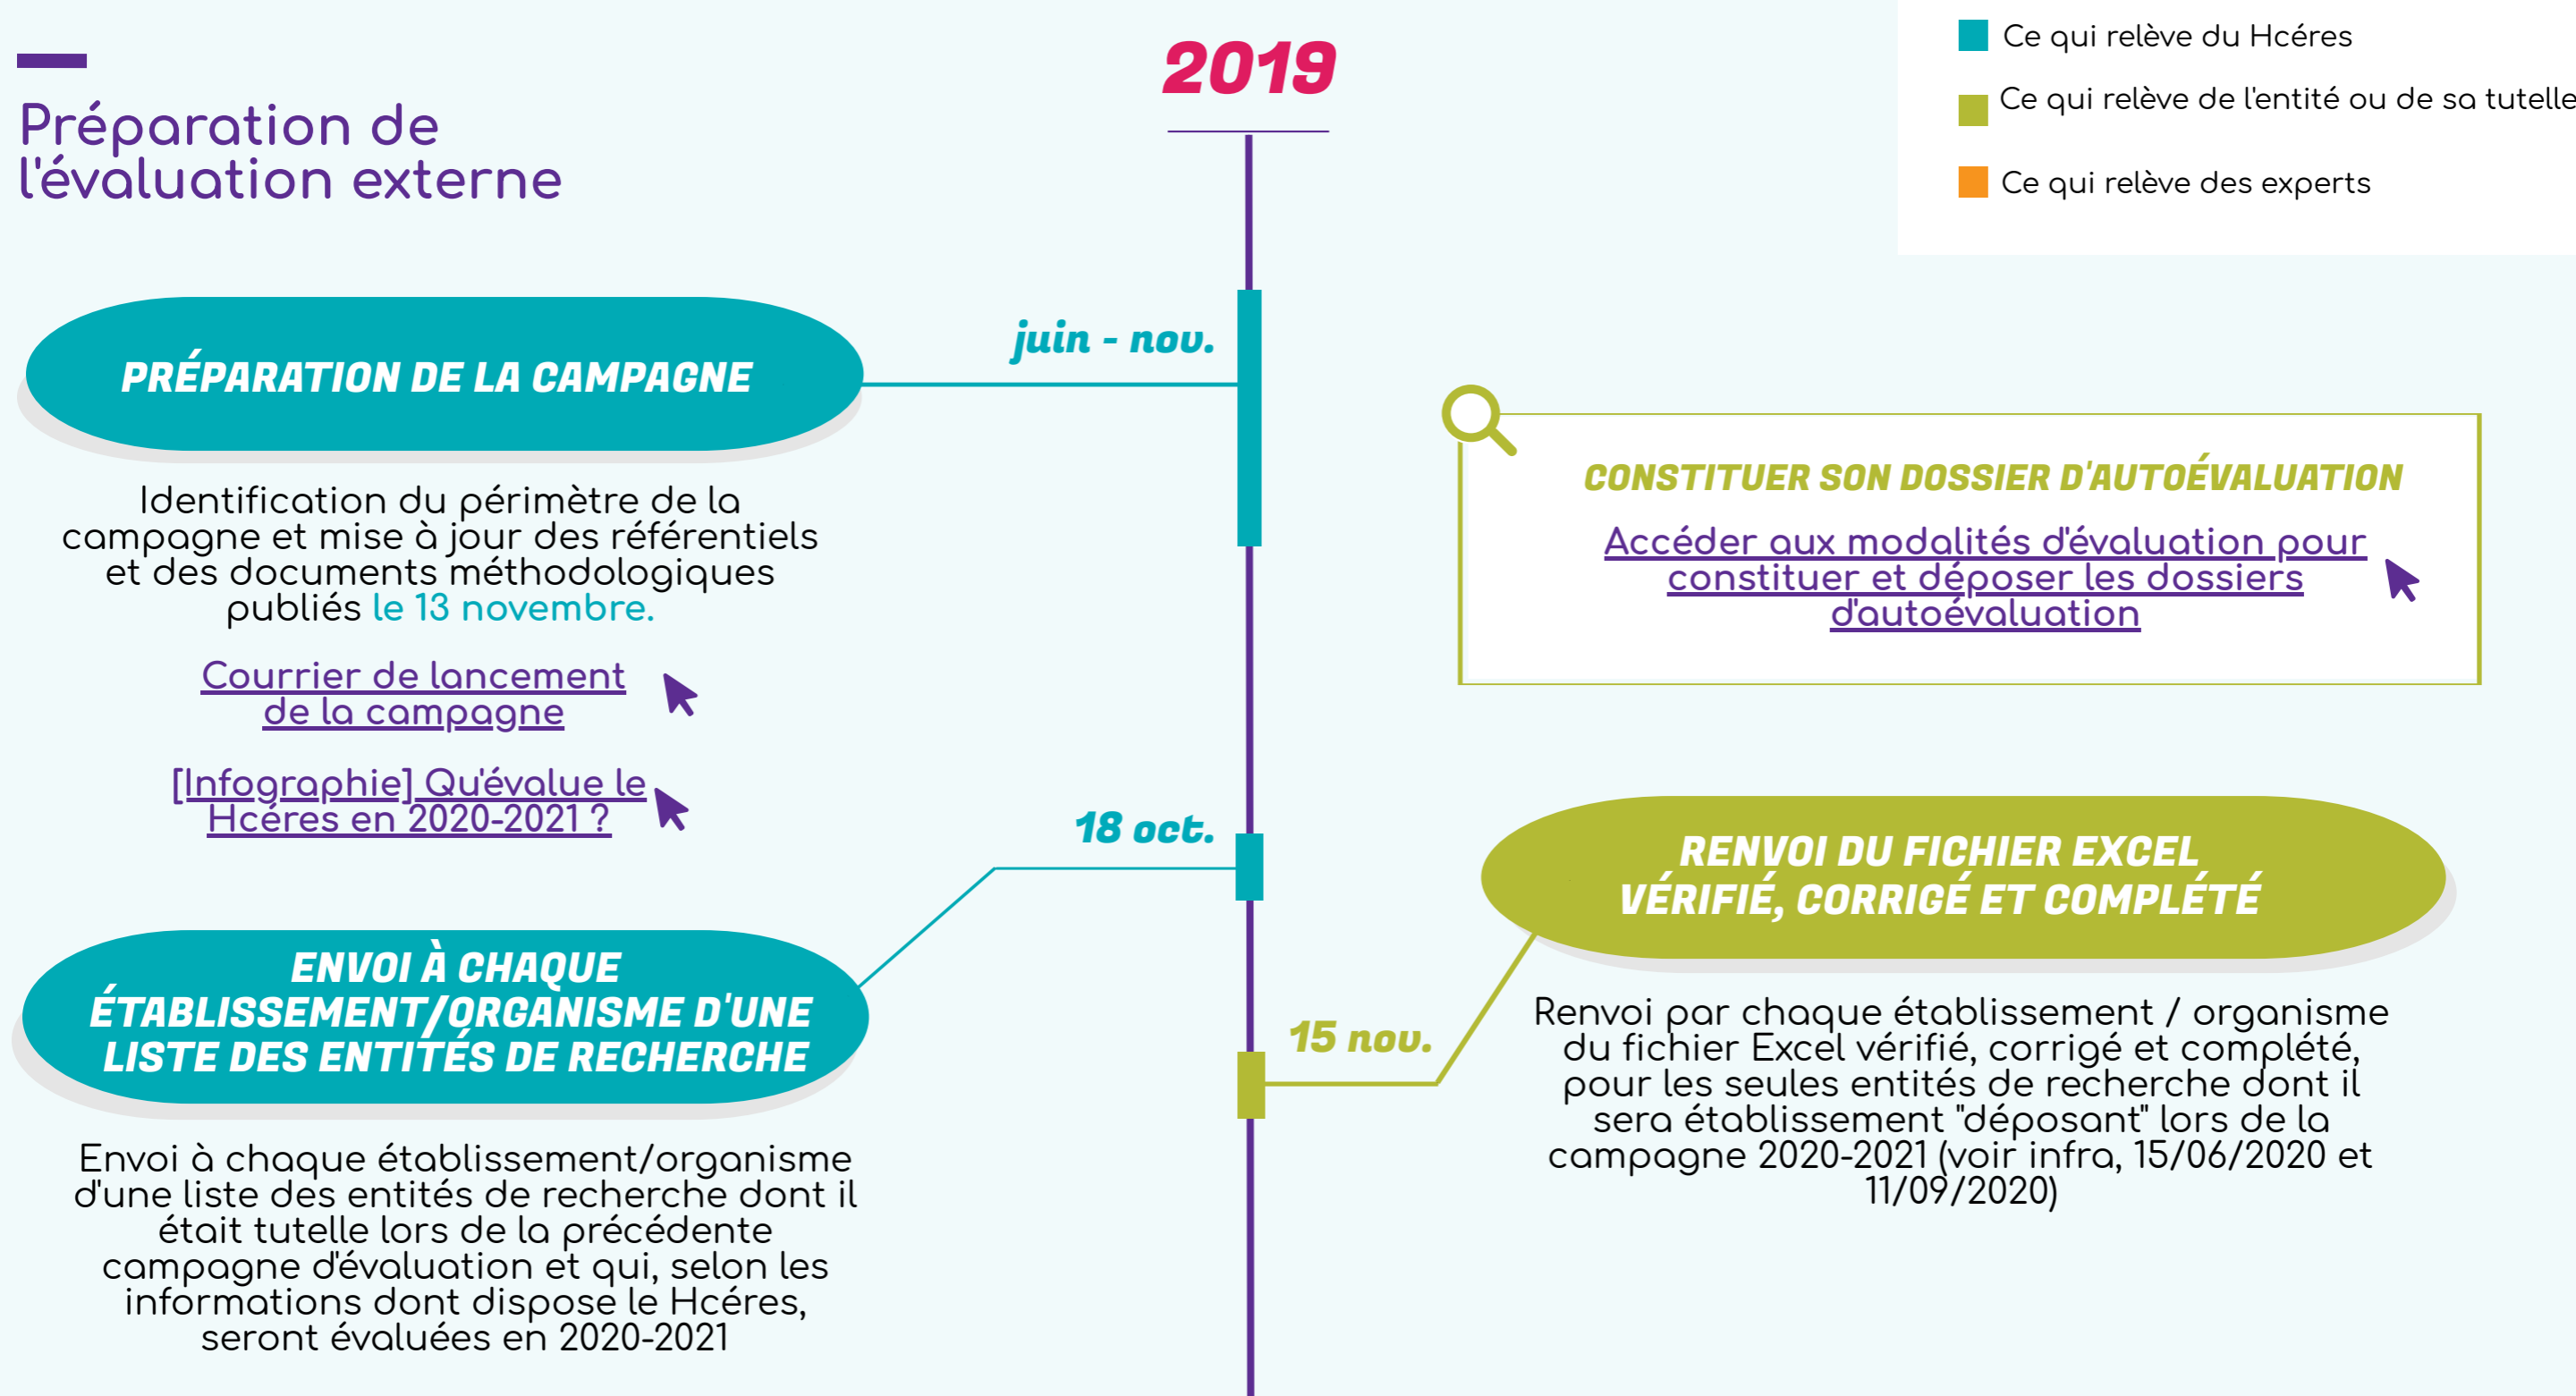 Préparation de
l'évaluation externe
2019
Ce qui relève du Hcéres
Ce qui relève de l'entité ou de sa tutelle
Ce qui relève des experts
juin - nov.
PRÉPARATION DE LA CAMPAGNE
Identification du périmètre de la
campagne et mise à jour des référentiels
et des documents méthodologiques
publiés le 13 novembre.
Courrier de lancement
de la campagne
[Infographie] Qu'évalue le
Hcéres en 2020-2021 ?
CONSTITUER SON DOSSIER D'AUTOÉVALUATION
Accéder aux modalités d'évaluation pour
constituer et déposer les dossiers
d'autoévaluation
18 oct.
ENVOI À CHAQUE
ÉTABLISSEMENT/ORGANISME D'UNE
LISTE DES ENTITÉS DE RECHERCHE
Envoi à chaque établissement/organisme
d'une liste des entités de recherche dont il
était tutelle lors de la précédente
campagne d'évaluation et qui, selon les
informations dont dispose le Hcéres,
seront évaluées en 2020-2021
RENVOI DU FICHIER EXCEL
VÉRIFIÉ, CORRIGÉ ET COMPLÉTÉ
15 nov.
Renvoi par chaque établissement / organisme
du fichier Excel vérifié, corrigé et complété,
pour les seules entités de recherche dont il
sera établissement "déposant" lors de la
campagne 2020-2021 (voir infra, 15/06/2020 et
11/09/2020)